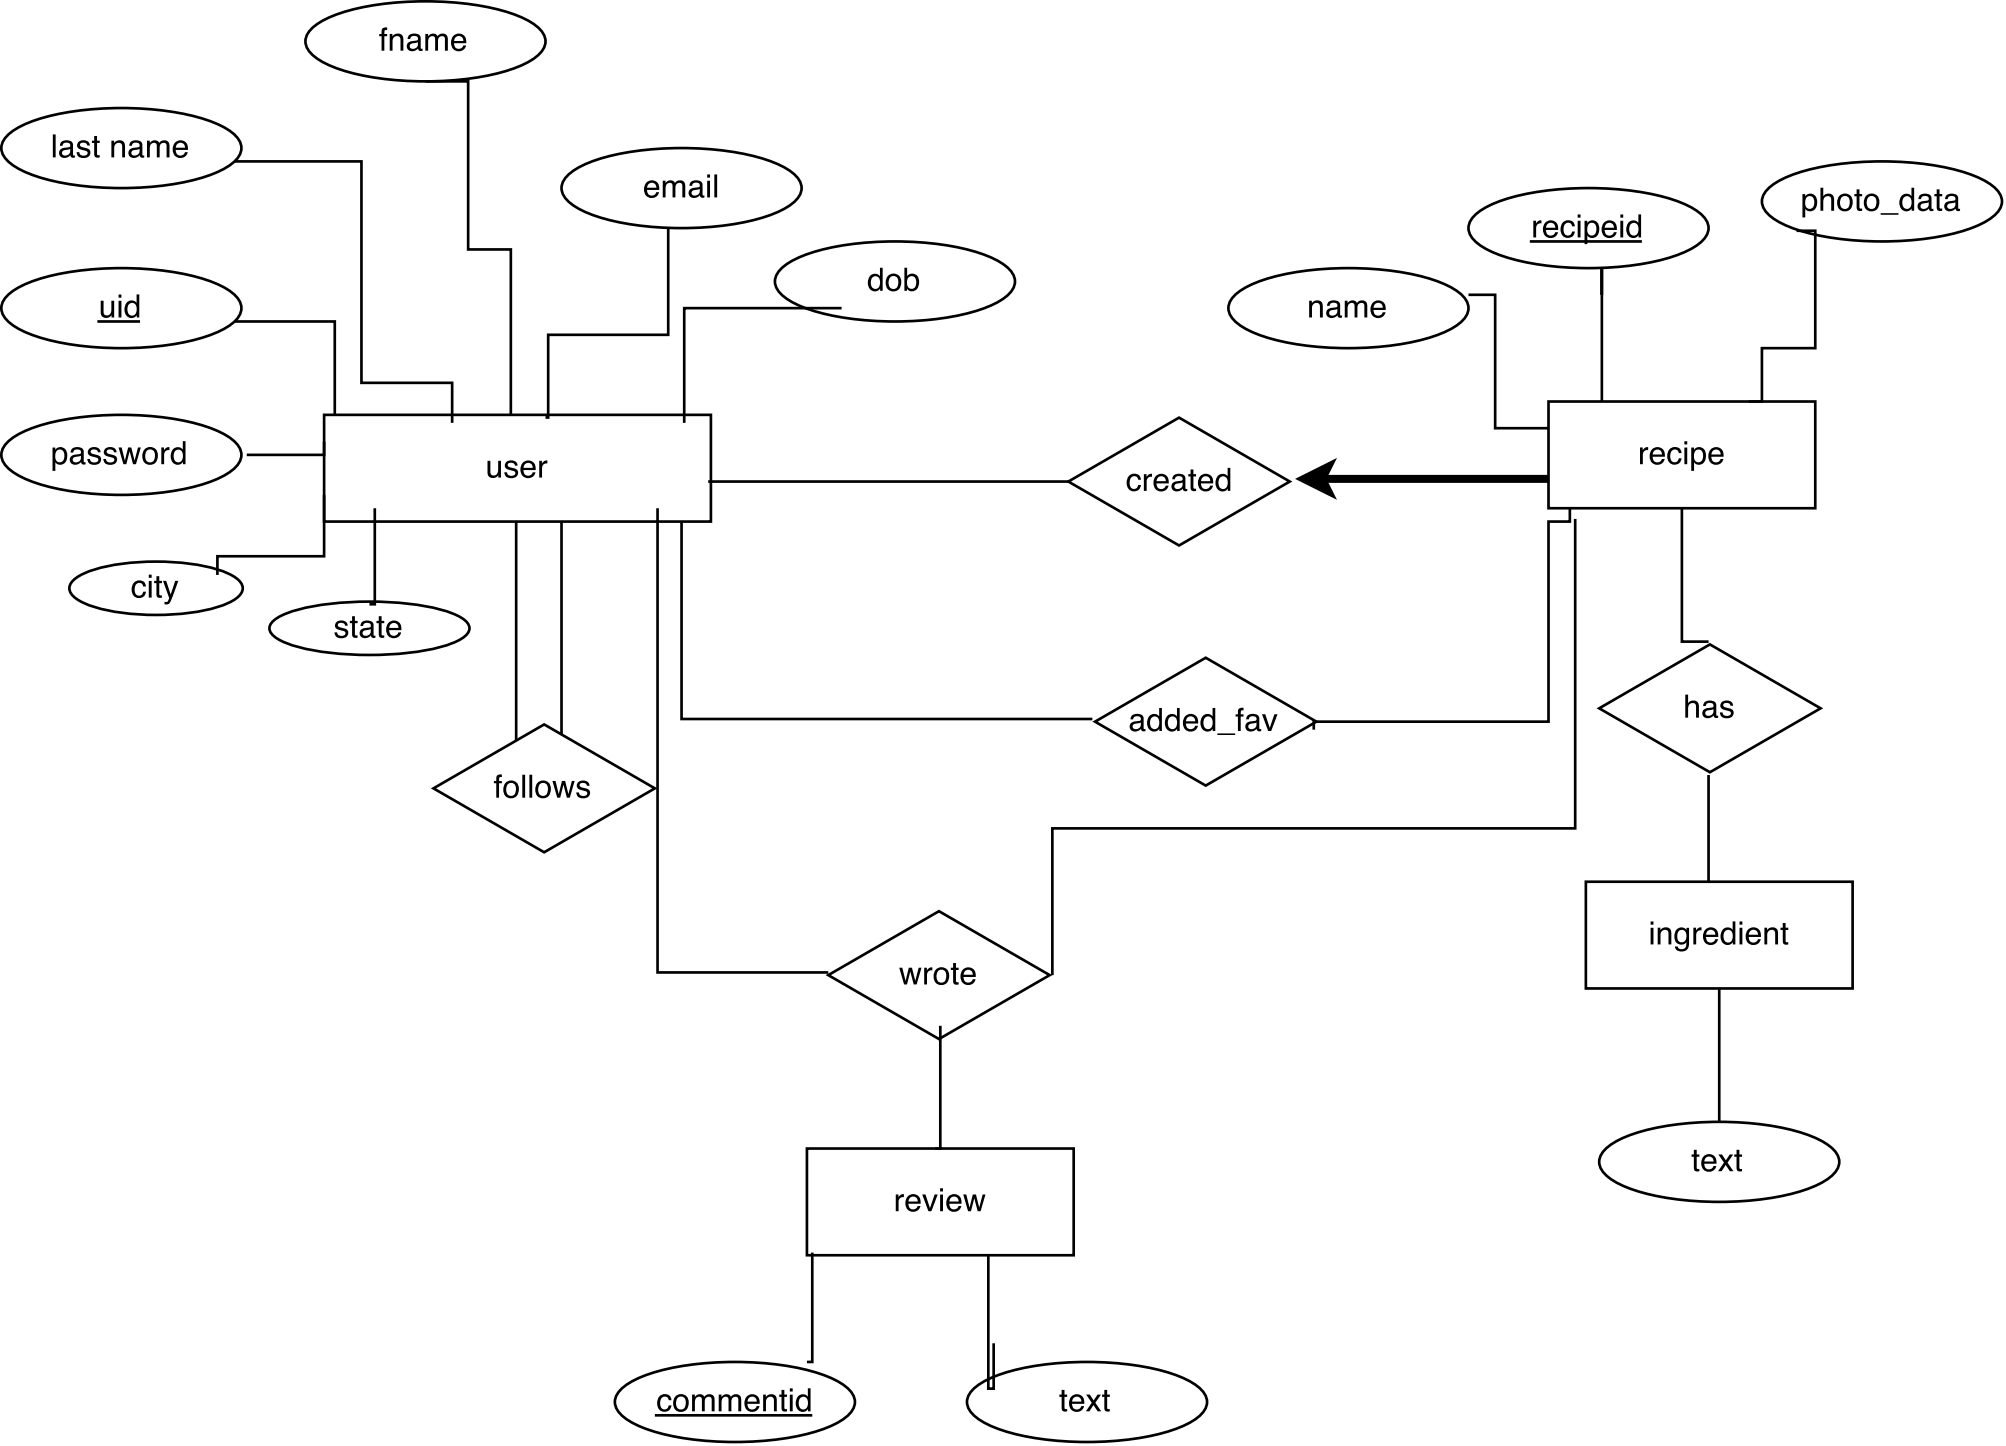 fname
last name
email
photo_data
recipeid
dob
uid
name
password
user
recipe
created
city
state
has
added_fav
follows
ingredient
wrote
text
review
commentid
text